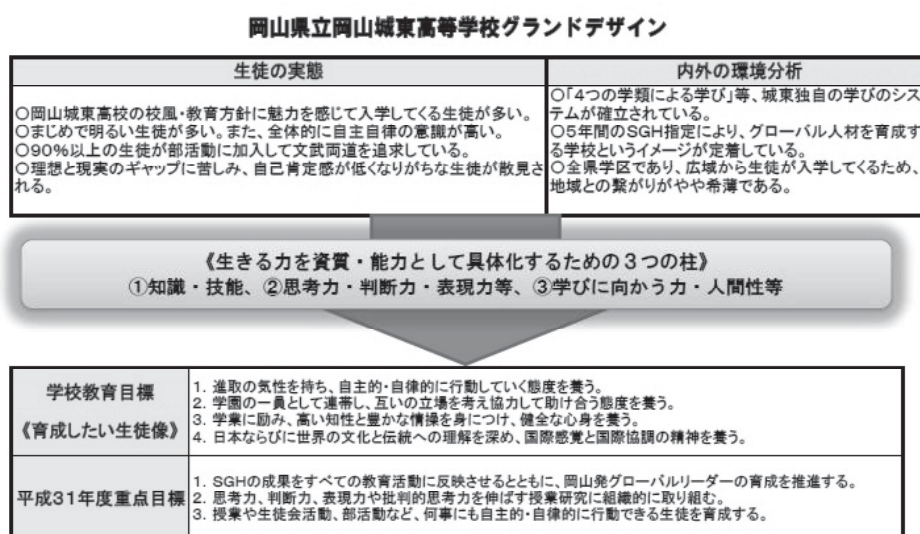 岡山県立岡山城東高等学校グランドデザイン
生徒の実態
○岡山城東高校の校風・教育方針に魅力を感じて入学してくる生徒が多い。
○まじめで明るい生徒が多い。また、全体的に自主自律の意識が高い。
○90%以上の生徒が部活動に加入して文武両道を追求している。
○理想と現実のギャップに苦しみ、自己肯定感が低くなりがちな生徒が散見さ
れる。
内外の環境分析
○「4つの学類による学び」等、城東独自の学びのシス
テムが確立されている。
○5年間のSGH指定により、グローバル人材を育成す
る学校というイメージが定着している。
○全県学区であり、広域から生徒が入学してくるため、
地域との繋がりがやや希薄である。
《生きる力を資質・能力として具体化するための3つの柱》
①知識・技能、②思考力・判断力・表現力等、③学びに向かう力・人間性等
学校教育目標
《育成したい生徒像》
1. 進取の気性を持ち、自主的・自律的に行動していく態度を養う。
2. 学園の一員として連帯し、互いの立場を考え協力して助け合う態度を養う。
3. 学業に励み、高い知性と豊かな情操を身につけ、健全な心身を養う。
4. 日本ならびに世界の文化と伝統への理解を深め、国際感覚と国際協調の精神を養う。
平成31年度重点目標
1. SGHの成果をすべての教育活動に反映させるとともに、岡山発グローバルリーダーの育成を推進する。
2. 思考力、判断力、表現力や批判的思考力を伸ばす授業研究に組織的に取り組む。
3. 授業や生徒会活動、部活動など、何事にも自主的・自律的に行動できる生徒を育成する。